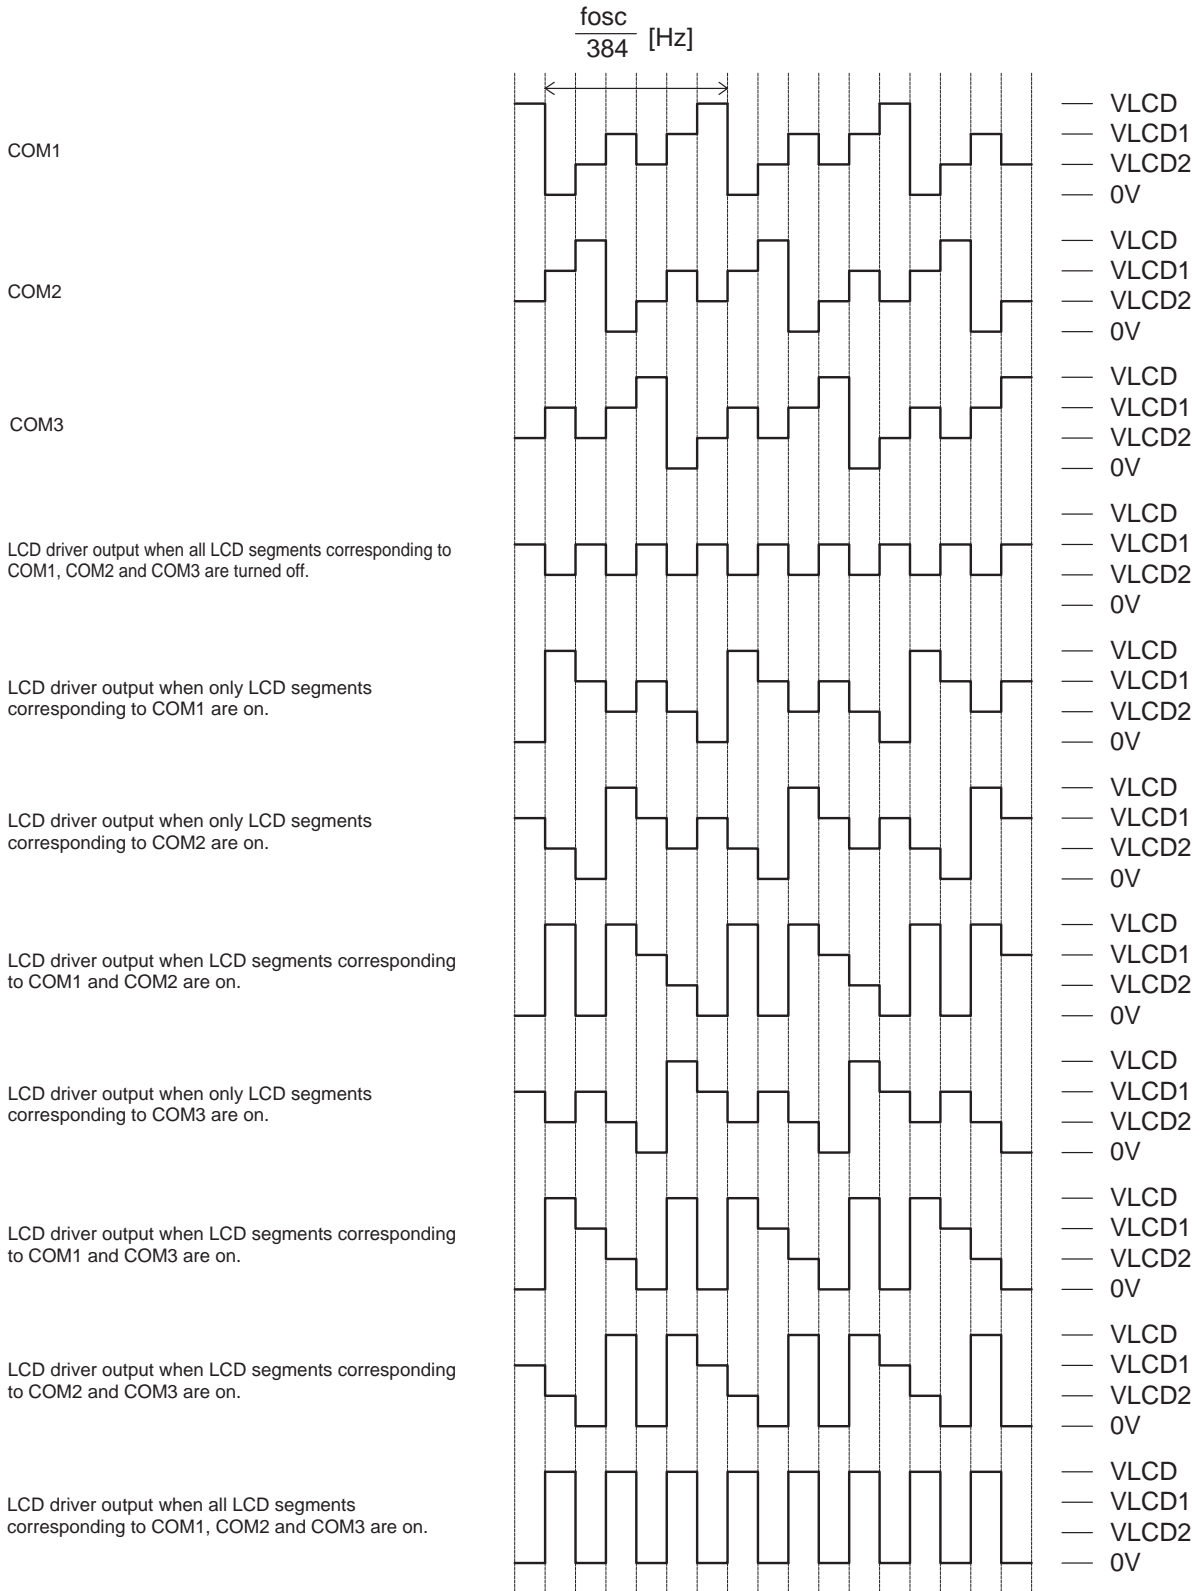 fosc
384
[Hz]
COM1
VLCD
VLCD1
VLCD2
0V
COM2
VLCD
VLCD1
VLCD2
0V
COM3
VLCD
VLCD1
VLCD2
0V
LCD driver output when all LCD segments corresponding to
COM1, COM2 and COM3 are turned off.
VLCD
VLCD1
VLCD2
0V
LCD driver output when only LCD segments
corresponding to COM1 are on.
VLCD
VLCD1
VLCD2
0V
LCD driver output when only LCD segments
corresponding to COM2 are on.
VLCD
VLCD1
VLCD2
0V
LCD driver output when LCD segments corresponding
to COM1 and COM2 are on.
VLCD
VLCD1
VLCD2
0V
LCD driver output when only LCD segments
corresponding to COM3 are on.
VLCD
VLCD1
VLCD2
0V
LCD driver output when LCD segments corresponding
to COM1 and COM3 are on.
VLCD
VLCD1
VLCD2
0V
LCD driver output when LCD segments corresponding
to COM2 and COM3 are on.
VLCD
VLCD1
VLCD2
0V
LCD driver output when all LCD segments
corresponding to COM1, COM2 and COM3 are on.
VLCD
VLCD1
VLCD2
0V